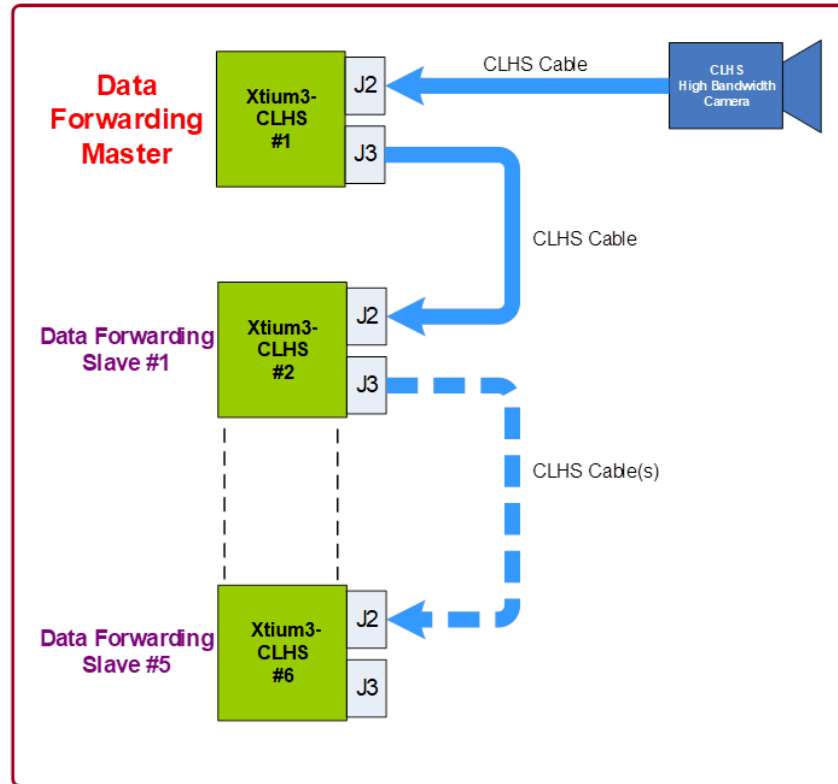 Data
Forwarding
Master
Xtium3-
CLHS
#1
J2
J3
CLHS Cable
CLHS
High Bandwidth
Camera
CLHS Cable
Data Forwarding
Slave #1
Xtium3-
CLHS
#2
J2
J3
CLHS Cable(s)
Data Forwarding
Slave #5
Xtium3-
CLHS
#6
J2
J3